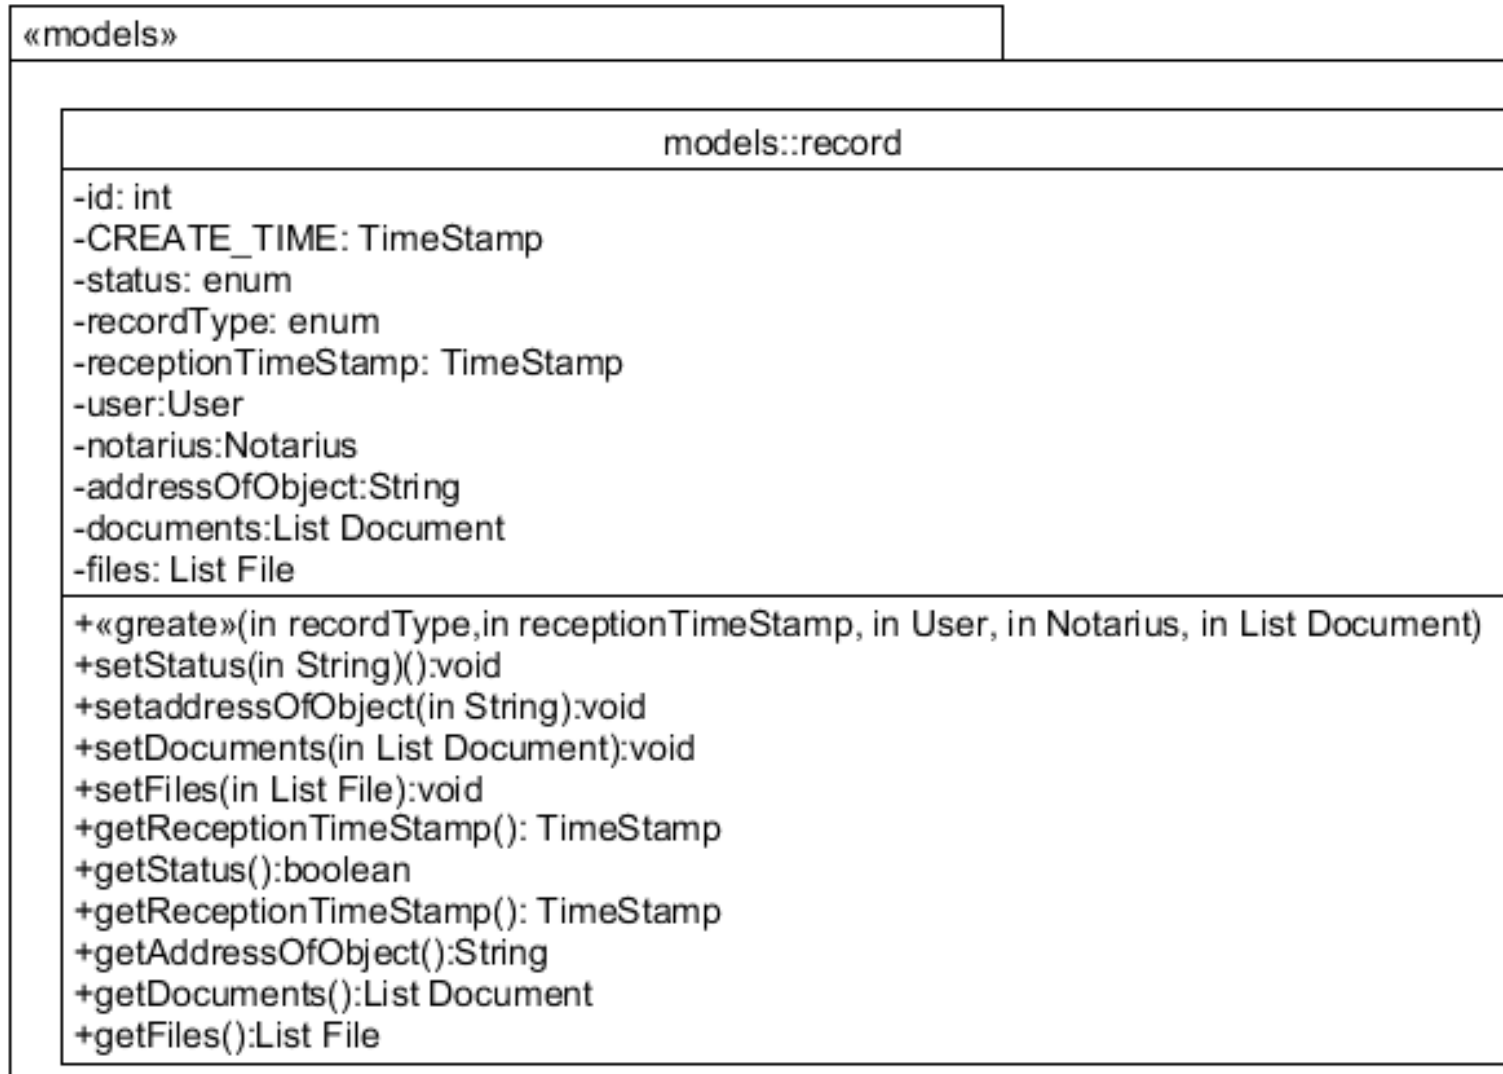 «models»
models::record
-id: int
-CREATE_TIME: TimeStamp
-status: enum
-recordType: enum
-receptionTimeStamp: TimeStamp
-user:User
-notarius:Notarius
-addressOfObject:String
-documents:List Document
-files: List File
+«greate»(in recordType,in receptionTimeStamp, in User, in Notarius, in List Document)
+setStatus(in String)():void
+setaddressOfObject(in String):void
+setDocuments(in List Document):void
+setFiles(in List File):void
+getReceptionTimeStamp(): TimeStamp
+getStatus():boolean
+getReceptionTimeStamp(): TimeStamp
+getAddressOfObject():String
+getDocuments():List Document
+getFiles():List File